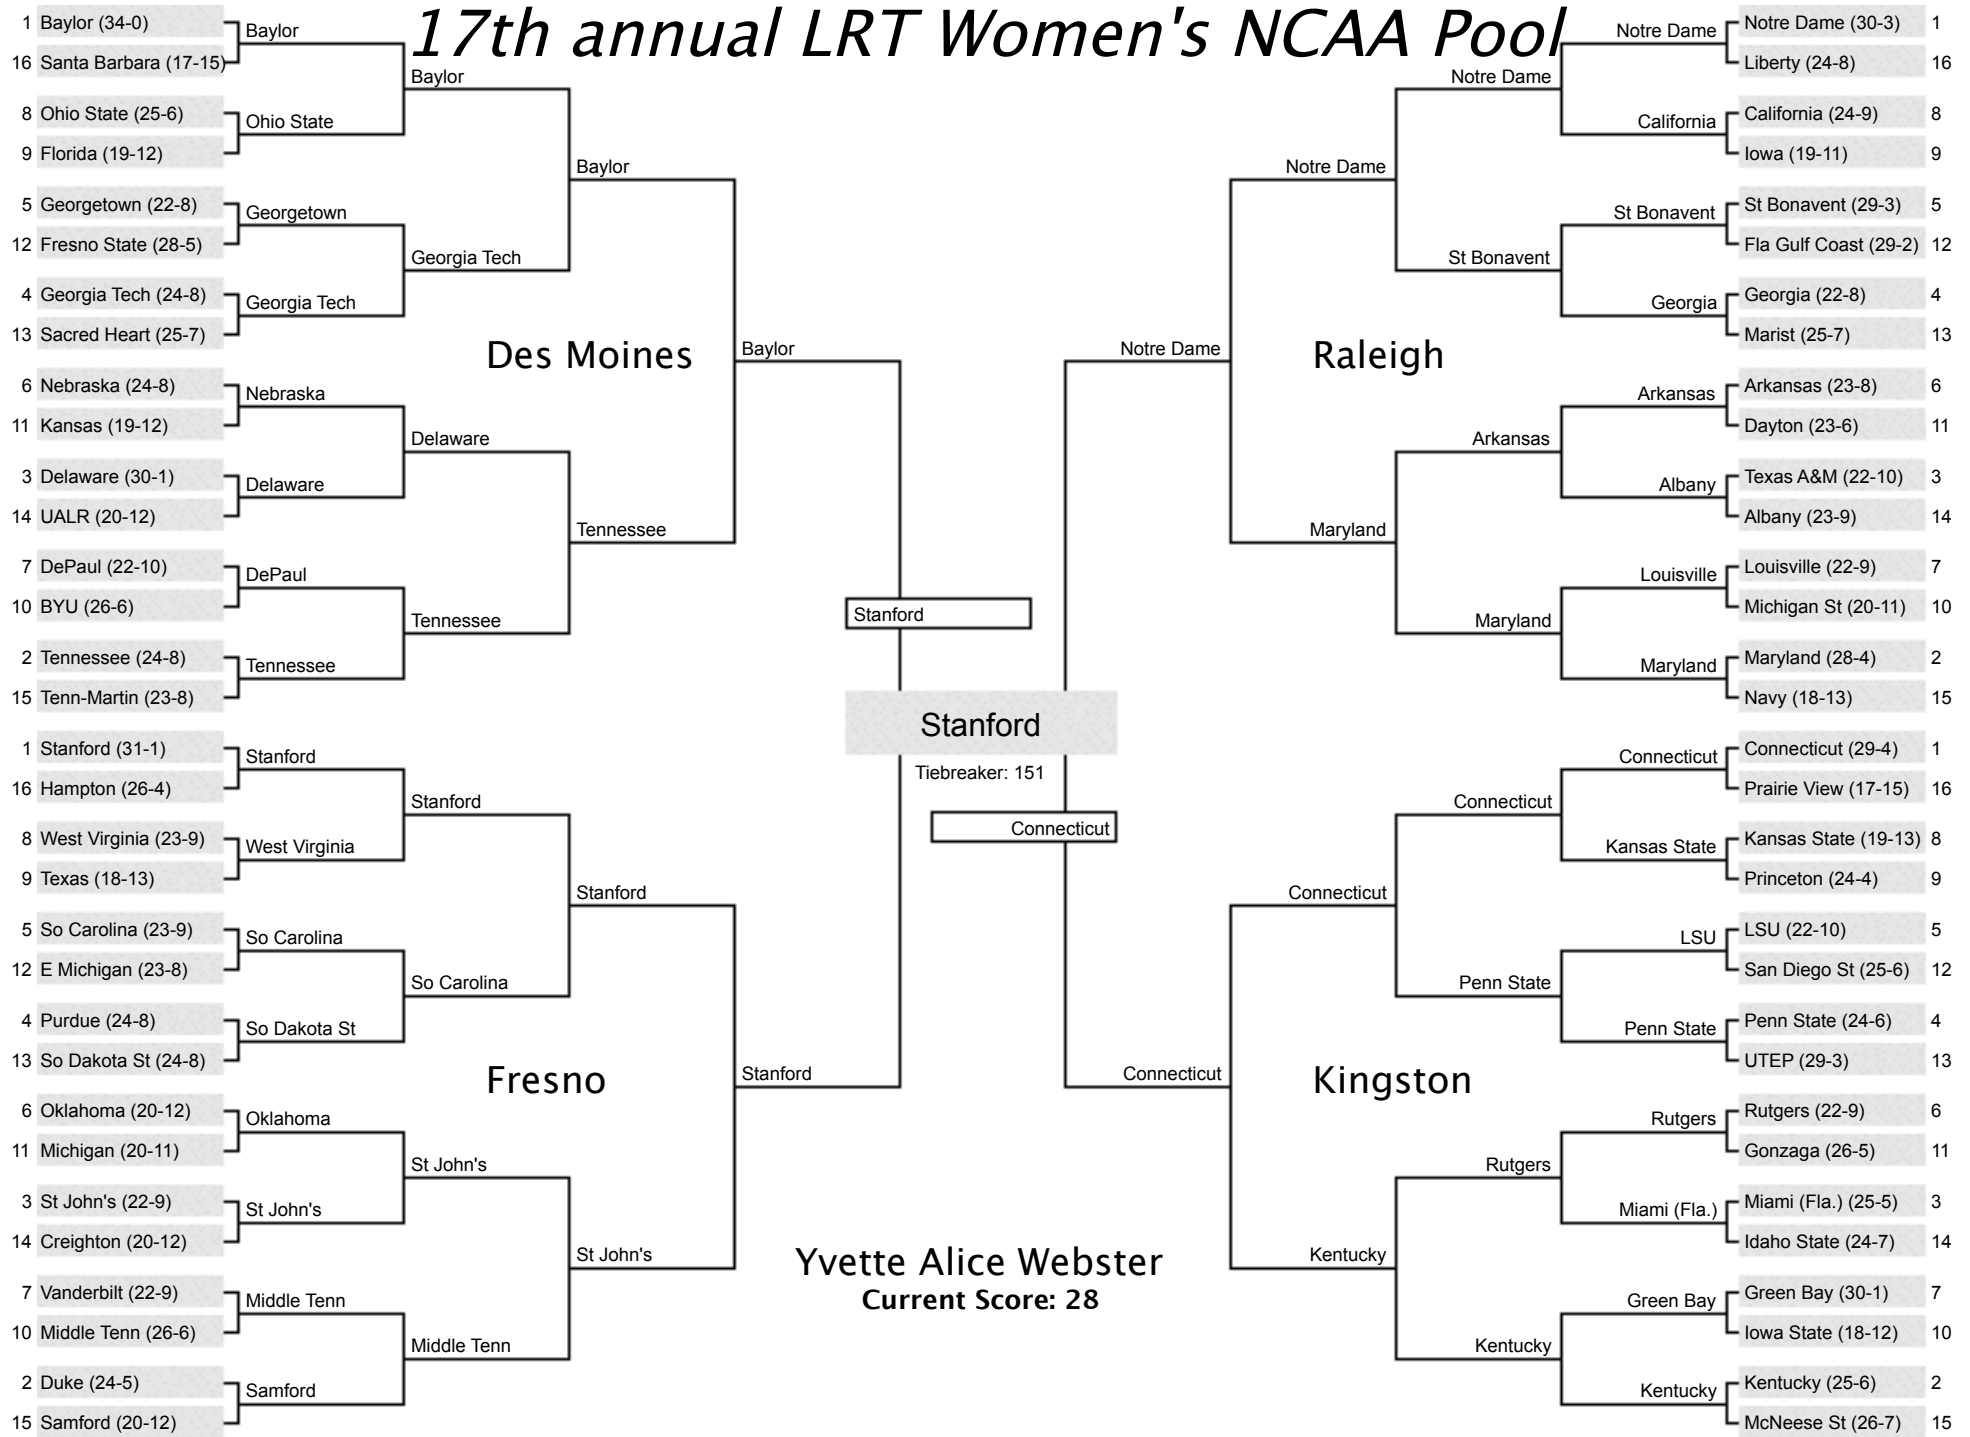 17th annual LRT Women's NCAA Pool
1 Baylor (34-0)
16 Santa Barbara (17-15)
8 Ohio State (25-6)
9 Florida (19-12)
5 Georgetown (22-8)
12 Fresno State (28-5)
4 Georgia Tech (24-8)
13 Sacred Heart (25-7)
6 Nebraska (24-8)
11 Kansas (19-12)
3 Delaware (30-1)
14 UALR (20-12)
7 DePaul (22-10)
10 BYU (26-6)
2 Tennessee (24-8)
15 Tenn-Martin (23-8)
Baylor
Ohio State
Georgetown
Georgia Tech
Nebraska
Delaware
DePaul
Tennessee
Baylor
Georgia Tech
Delaware
Tennessee
Baylor
Tennessee
Des Moines
Baylor
1 Stanford (31-1)
16 Hampton (26-4)
8 West Virginia (23-9)
9 Texas (18-13)
5 So Carolina (23-9)
12 E Michigan (23-8)
4 Purdue (24-8)
13 So Dakota St (24-8)
6 Oklahoma (20-12)
11 Michigan (20-11)
3 St John's (22-9)
14 Creighton (20-12)
7 Vanderbilt (22-9)
10 Middle Tenn (26-6)
2 Duke (24-5)
15 Samford (20-12)
Stanford
West Virginia
So Carolina
So Dakota St
Oklahoma
St John's
Middle Tenn
Samford
Stanford
So Carolina
St John's
Middle Tenn
Stanford
St John's
Fresno
Stanford
Stanford
Stanford
Tiebreaker: 151
Connecticut
Yvette Alice Webster
Current Score: 28
Notre Dame
Raleigh
Notre Dame
Maryland
Notre Dame
St Bonavent
Arkansas
Maryland
Notre Dame
California
St Bonavent
Georgia
Arkansas
Albany
Louisville
Maryland
Notre Dame (30-3) 1
Liberty (24-8) 16
California (24-9) 8
Iowa (19-11) 9
St Bonavent (29-3) 5
Fla Gulf Coast (29-2) 12
Georgia (22-8) 4
Marist (25-7) 13
Arkansas (23-8) 6
Dayton (23-6) 11
Texas A&M (22-10) 3
Albany (23-9) 14
Louisville (22-9) 7
Michigan St (20-11) 10
Maryland (28-4) 2
Navy (18-13) 15
Connecticut
Kingston
Connecticut
Kentucky
Connecticut
Penn State
Rutgers
Kentucky
Connecticut
Kansas State
LSU
Penn State
Rutgers
Miami (Fla.)
Green Bay
Kentucky
Connecticut (29-4) 1
Prairie View (17-15) 16
Kansas State (19-13) 8
Princeton (24-4) 9
LSU (22-10) 5
San Diego St (25-6) 12
Penn State (24-6) 4
UTEP (29-3) 13
Rutgers (22-9) 6
Gonzaga (26-5) 11
Miami (Fla.) (25-5) 3
Idaho State (24-7) 14
Green Bay (30-1) 7
Iowa State (18-12) 10
Kentucky (25-6) 2
McNeese St (26-7) 15